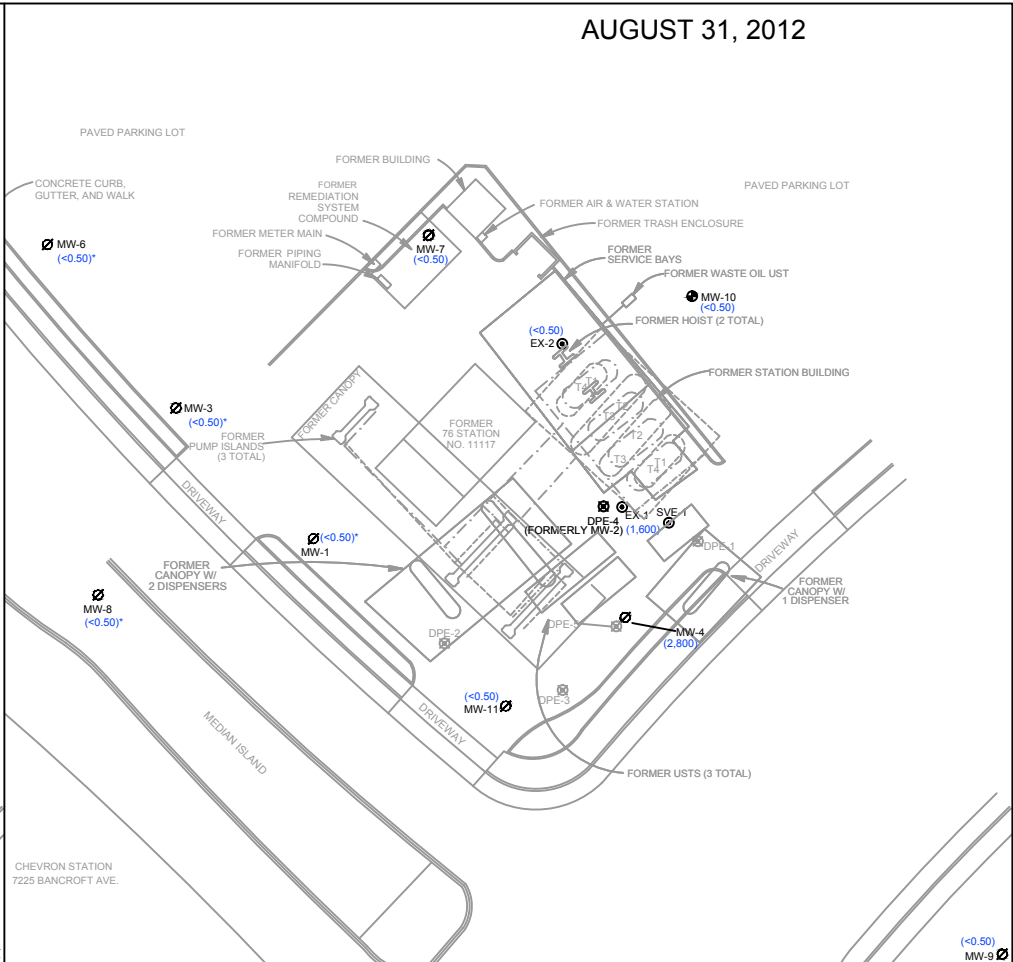 AUGUST 31, 2012
PAVED PARKING LOT
FORMER BUILDING
CONCRETE CURB,
GUTTER, AND WALK
FORMER
REMEDIATION
SYSTEM
COMPOUND
PAVED PARKING LOT
FORMER AIR & WATER STATION
FORMER TRASH ENCLOSURE
FORMER METER MAIN
MW-6
(<0.50)*
MW-7
(<0.50)
FORMER PIPING
MANIFOLD
FORMER
SERVICE BAYS
FORMER WASTE OIL UST
MW-10
(<0.50)
FORMER HOIST (2 TOTAL)
(<0.50)
EX-2
FORMER STATION BUILDING
T1
T4
T2
T3
T2
T3
T1
T4
FORMER CANOPY
MW-3
(<0.50)*
FORMER
PUMP ISLANDS
(3 TOTAL)
FORMER
76 STATION
NO. 11117
DRIVEWAY
DPE-4
(FORMERLY MW-2)
EX-1
(1,600)
SVE-1
DPE-1
DRIVEWAY
(<0.50)*
MW-1
FORMER
CANOPY W/
2 DISPENSERS
FORMER
CANOPY W/
1 DISPENSER
MW-8
(<0.50)*
DPE-2
DPE-5
MW-4
(2,800)
DPE-3
(<0.50)
MW-11
DRIVEWAY
MEDIAN ISLAND
FORMER USTS (3 TOTAL)
CHEVRON STATION
7225 BANCROFT AVE.
(<0.50)
MW-9